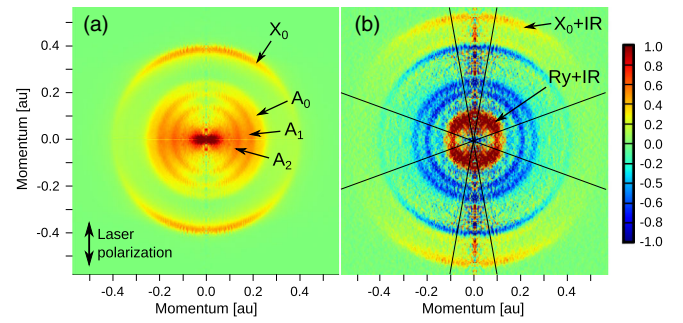 (a)
X0
A0
A1
A2
Laser
polarization
Momentum [au]
0.4
0.2
0.0
-0.2
-0.4
-0.4
-0.2
0.0
0.2
0.4
Momentum [au]
(b)
X0+IR
Ry+IR
-0.4
-0.2
0.0
0.2
0.4
Momentum [au]
1.0
0.8
0.6
0.4
0.2
0.0
-0.2
-0.4
-0.6
-0.8
-1.0